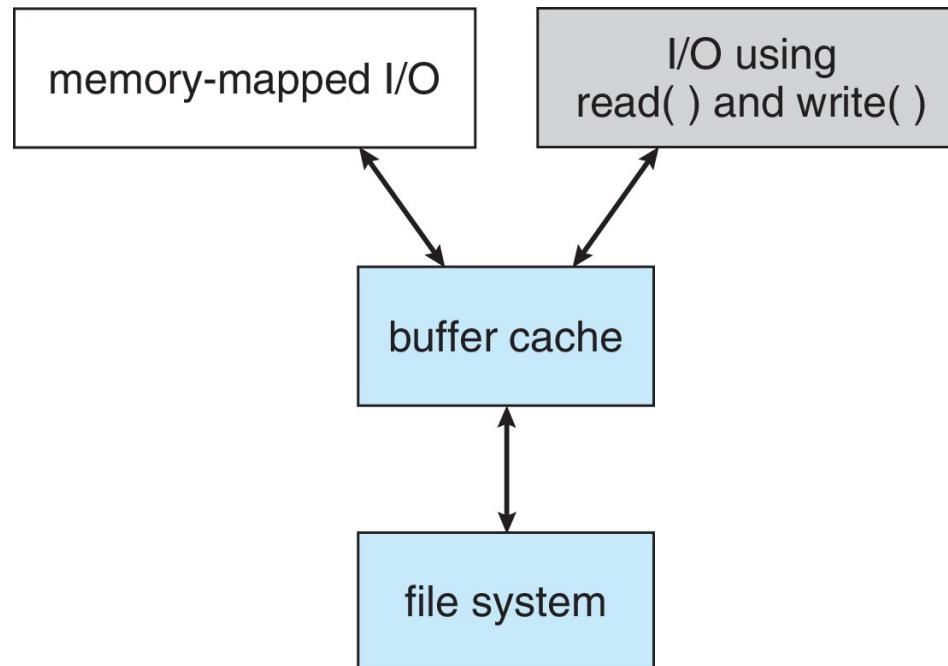 memory-mapped I/O
I/O using
read( ) and write( )
buffer cache
file system